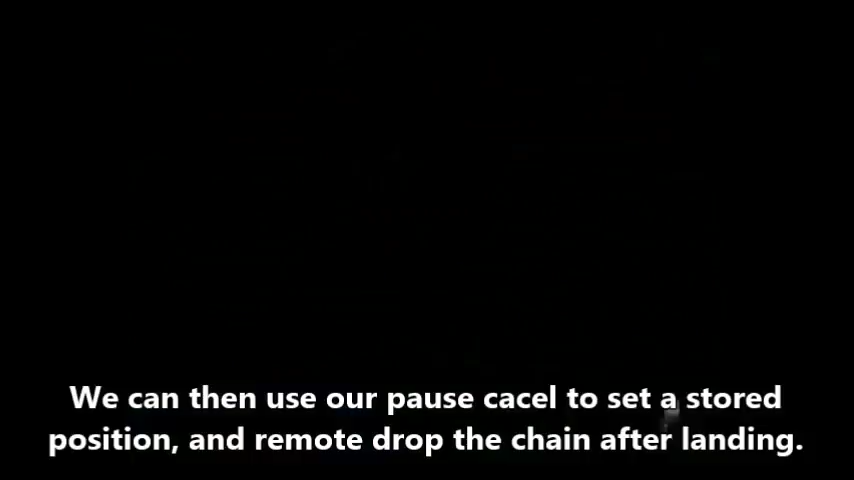 We can then use our pause cacel to set a stored
position, and remote drop the chain after landing.